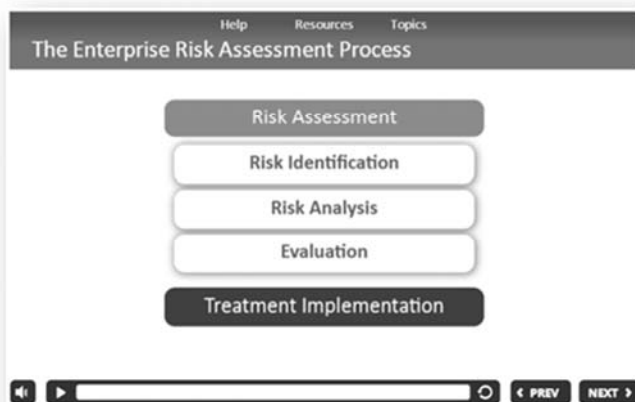 Help Resources Topics
The Enterprise Risk Assessment Process
Risk Assessment
Risk Identification
Risk Analysis
Evaluation
Treatment Implementation
PREV NEXT